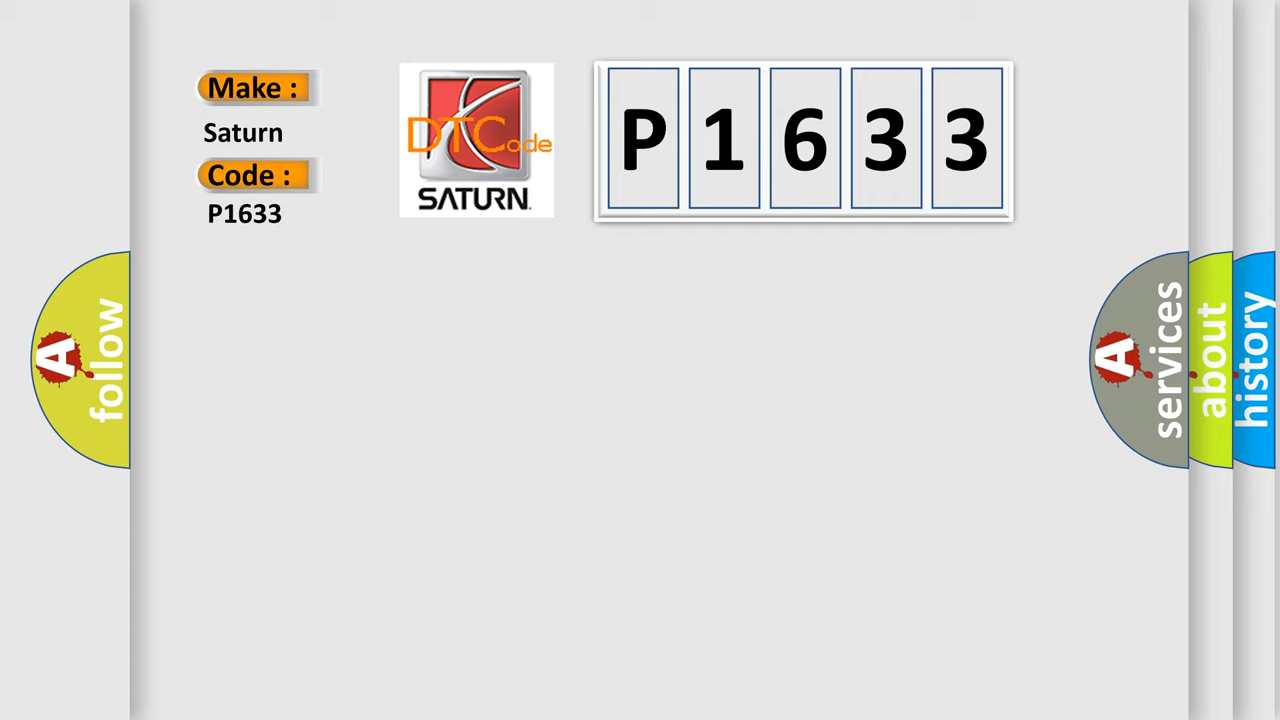 Make :
Saturn
Code :
P1633
DTCode
SATURN
P 1 6 3 3
A
follow
A
services
about
history